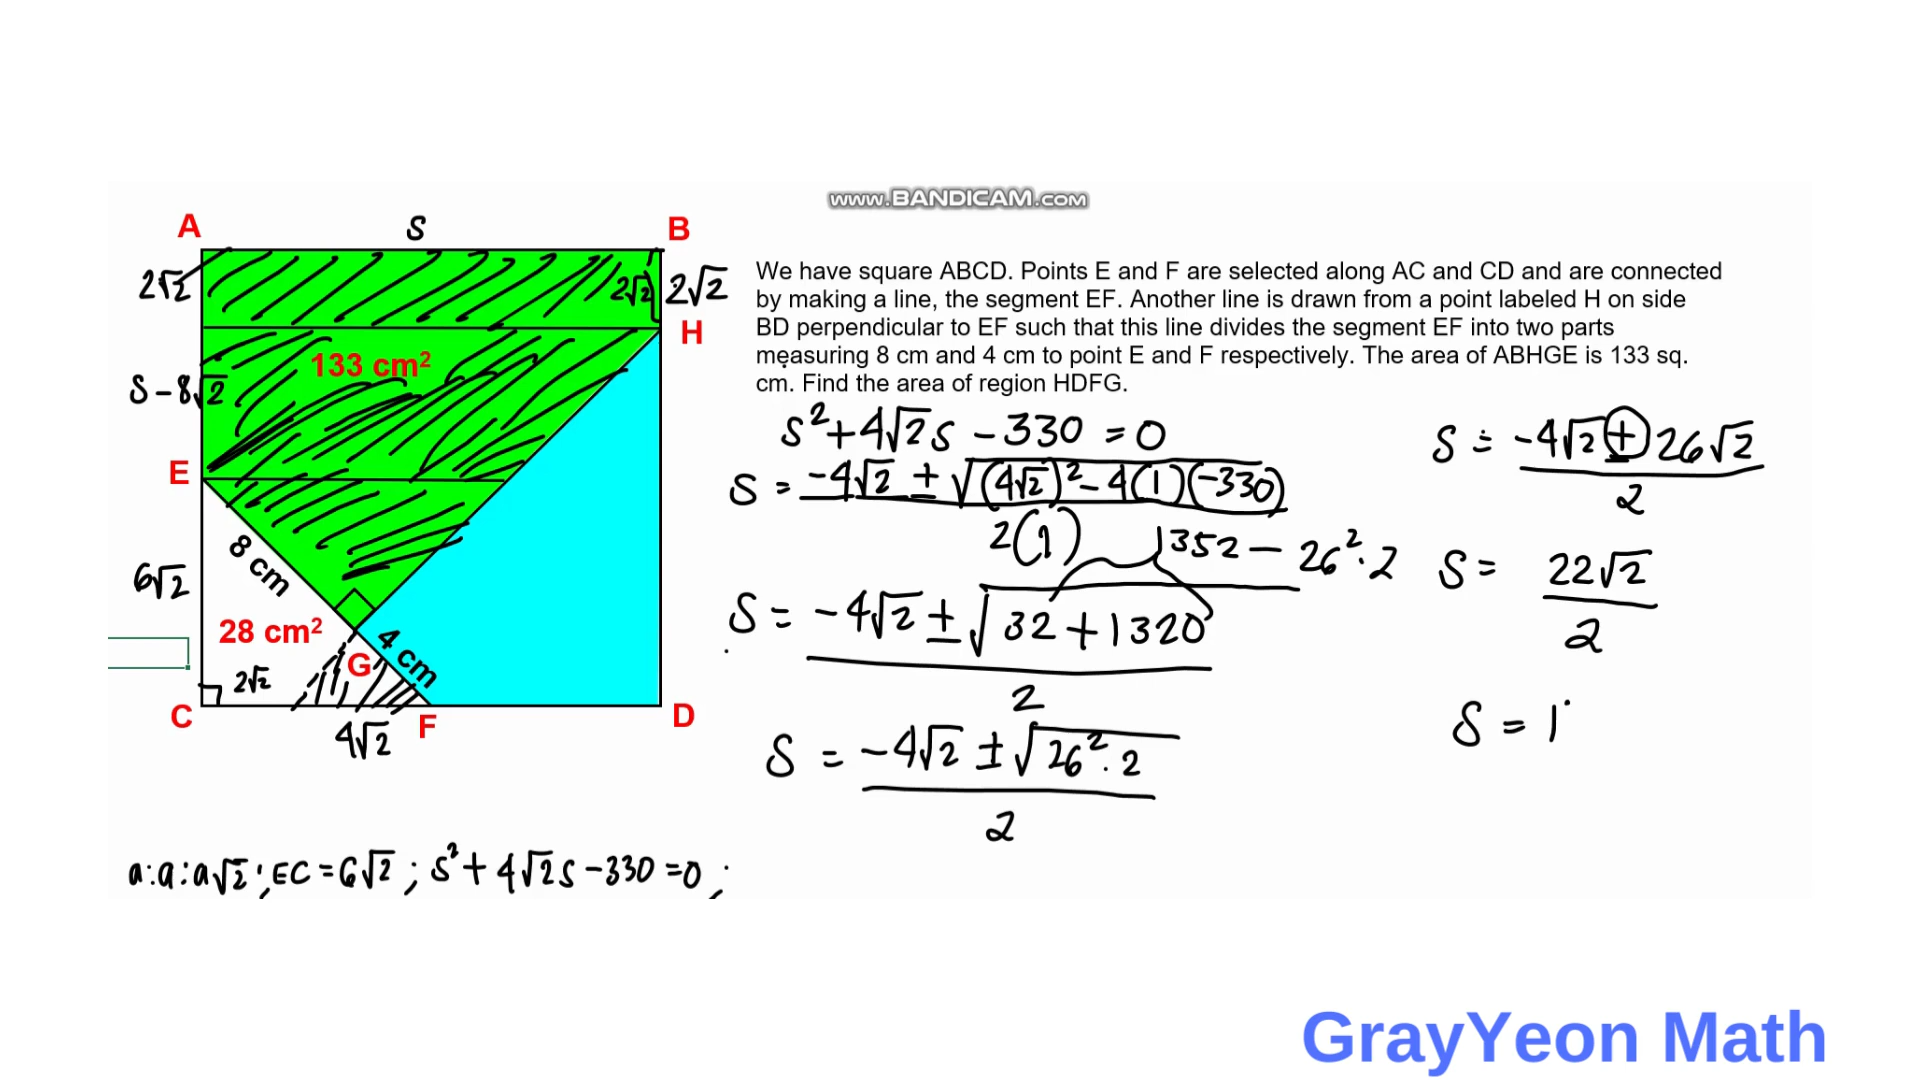 www.BANDICAM.com
A
S
B
2√2
2√2
2√2
H
We have square ABCD. Points E and F are selected along AC and CD and are connected
by making a line, the segment EF. Another line is drawn from a point labeled H on side
BD perpendicular to EF such that this line divides the segment EF into two parts
measuring 8 cm and 4 cm to point E and F respectively. The area of ABHGE is 133 sq.
cm. Find the area of region HDFG.
133 cm²
S-8√2
E
8 cm
6√2
28 cm²
G
4 cm
2√2
C
4√2
F
D
S²+4√2S-330=0
S = -4√2 ± √(4√2)²-4(1)(-330)
2(1)
1352 - 26²·2
S = -4√2 ± √32+1320
2
S = -4√2 ± √26²·2
2
S = -4√2 + 26√2
2
S = 22√2
2
S = 1
a:a:a√2; EC=6√2; S²+4√2S-330=0;
GrayYeon Math